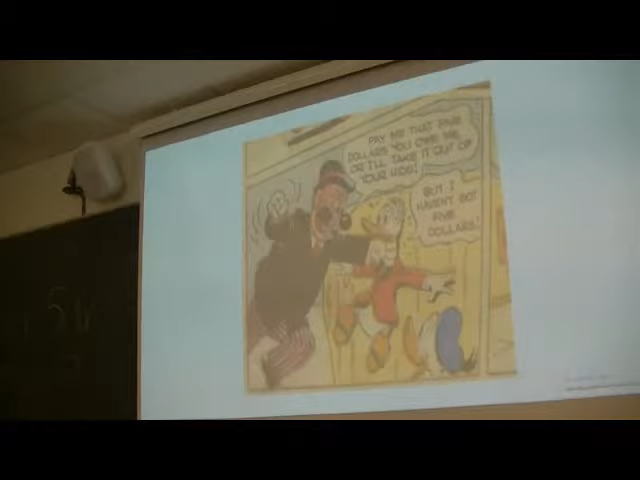 PAY ME THAT FIVE
DOLLARS YOU OWE ME,
OR I'LL TAKE IT OUT OF
YOUR HIDE!
BUT I
HAVEN'T GOT
FIVE
DOLLARS!